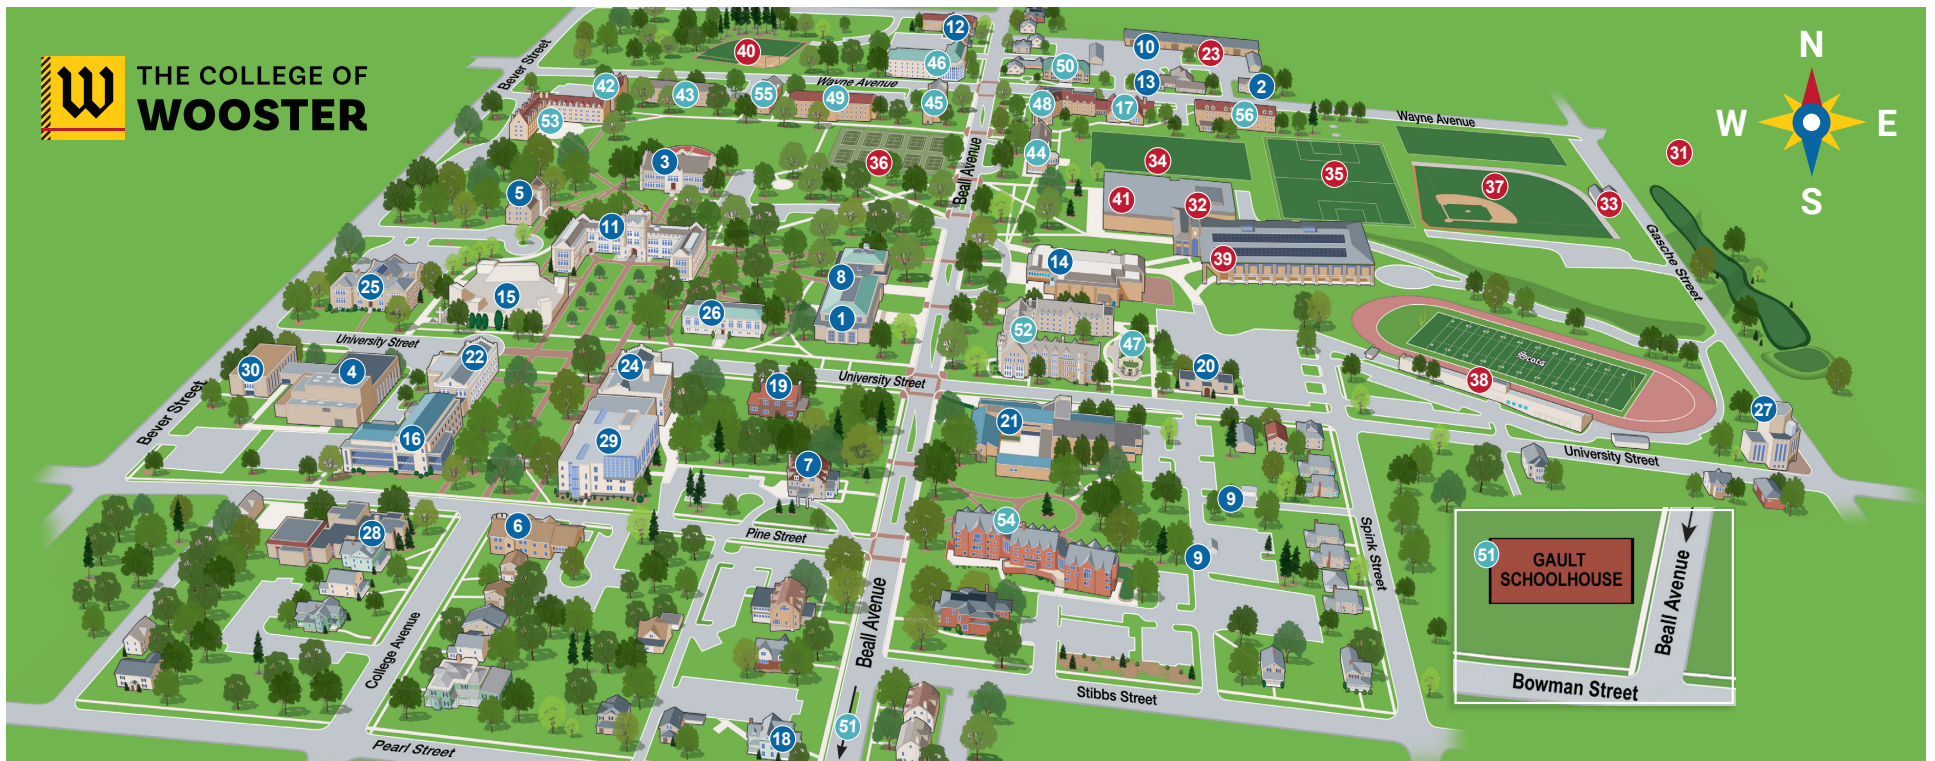 THE COLLEGE OF
WOOSTER
W
N
W
E
S
Bever Street
Wayne Avenue
Wayne Avenue
Beall Avenue
Gasche Street
University Street
University Street
University Street
Bever Street
Pine Street
Spink Street
College Avenue
Beall Avenue
Stibbs Street
Pearl Street
GAULT
SCHOOLHOUSE
Beall Avenue
Bowman Street
12
40
46
10
23
50
13
2
42
43
55
49
45
48
17
56
53
3
36
44
34
35
37
31
5
41
32
33
11
25
15
8
14
39
26
1
52
47
22
30
4
24
19
20
38
27
16
29
21
7
9
6
28
54
9
51
18
51